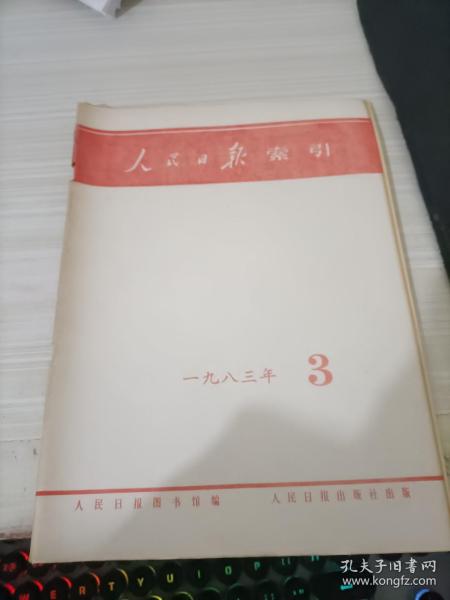 人民日报索引
一九八三年 3
人民日报图书馆编 人民日报出版社出版
WERTYUIOP
孔夫子旧书网
www.kongfz.com